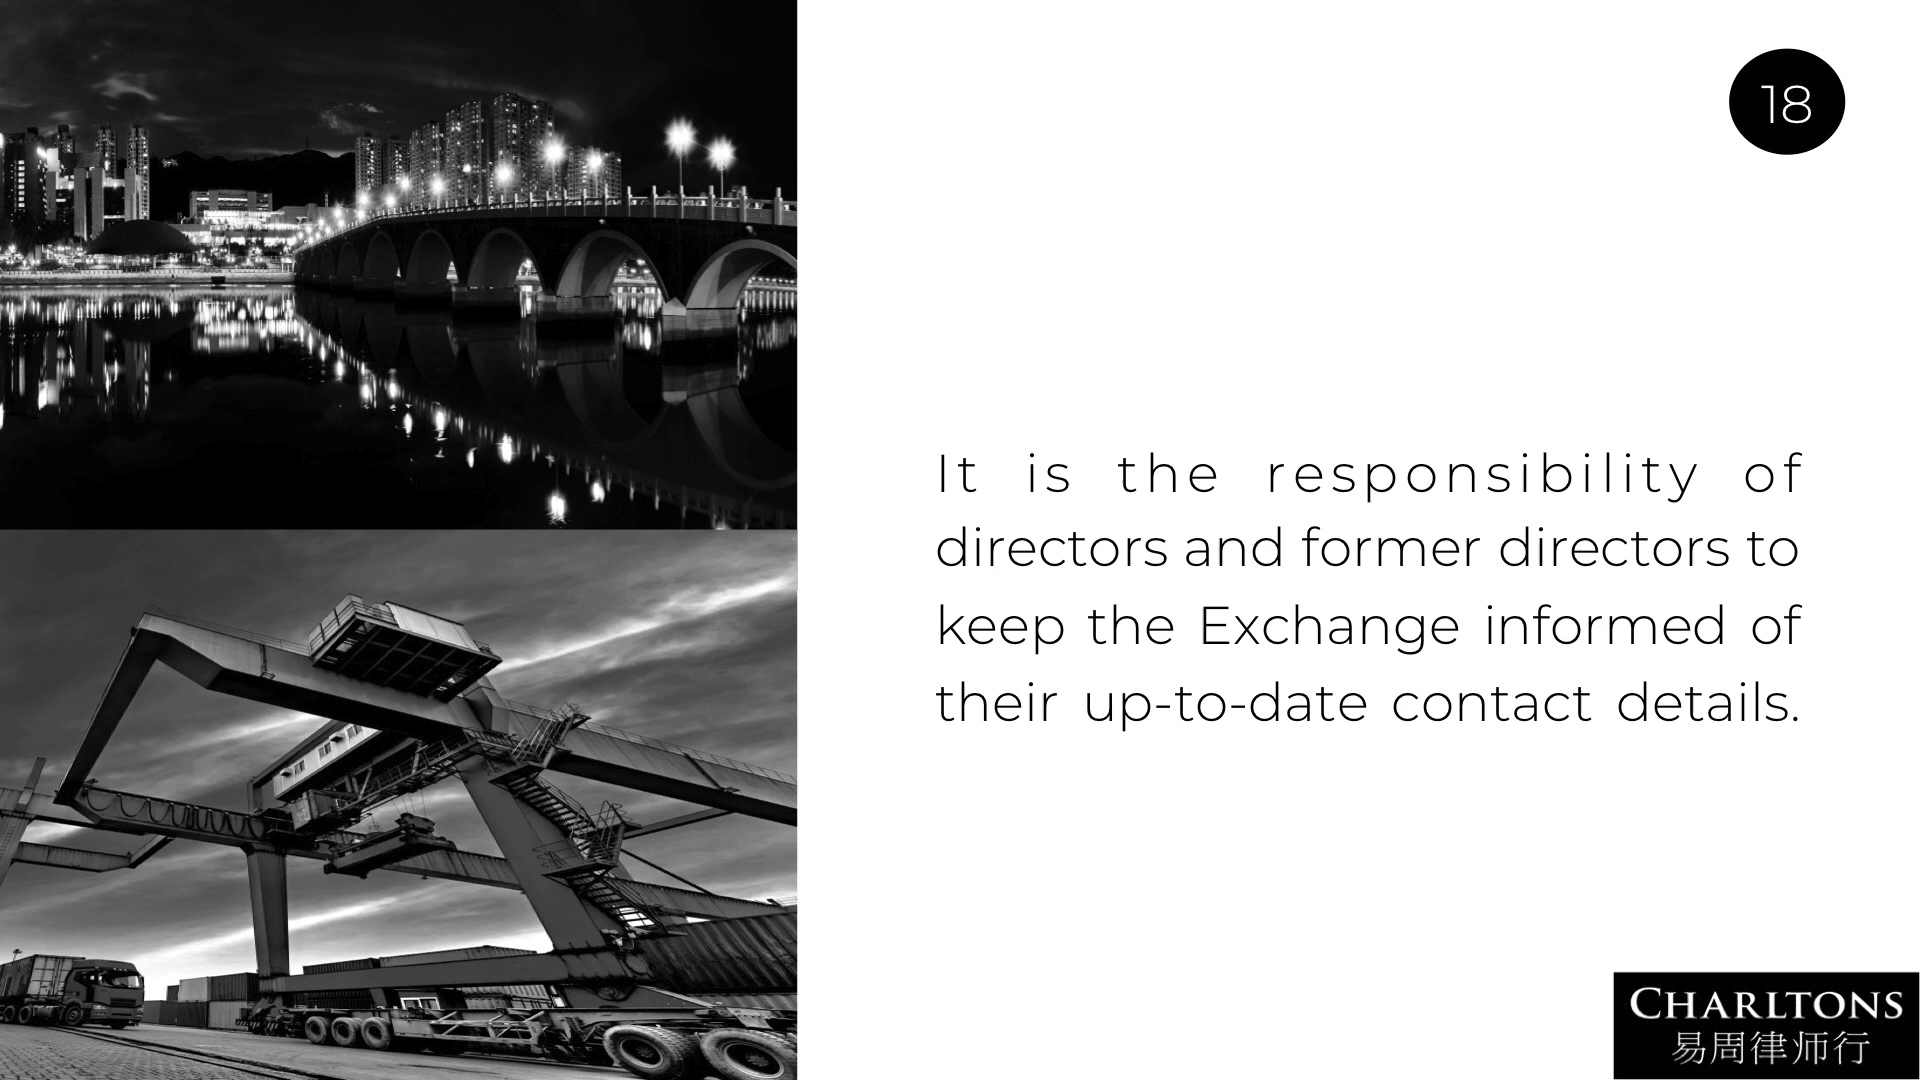 18
It is the responsibility of
directors and former directors to
keep the Exchange informed of
their up-to-date contact details.
CHARLTONS
易周律师行